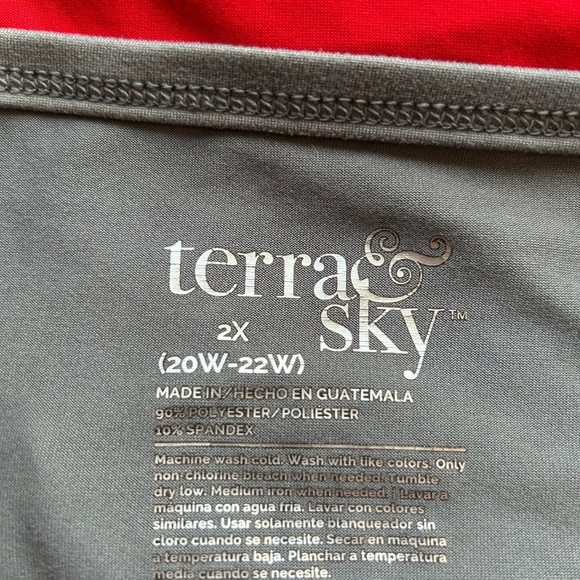 terra &
sky™
2X
(20W-22W)
MADE IN/HECHO EN GUATEMALA
90% POLYESTER/POLIÉSTER
10% SPANDEX
Machine wash cold. Wash with like colors. Only
non-chlorine bleach when needed. Tumble
dry low. Medium iron when needed. | Lavar a
máquina con agua fria. Lavar con colores
similares. Usar solamente blanqueador sin
cloro cuando se necesite. Secar en máquina
a temperatura baja. Planchar a temperatura
media cuando se necesite.